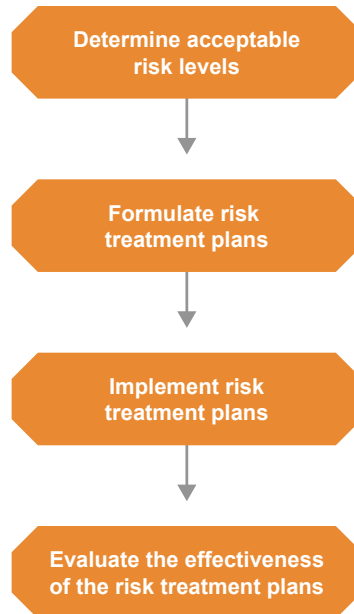 Determine acceptable
risk levels
Formulate risk
treatment plans
Implement risk
treatment plans
Evaluate the effectiveness
of the risk treatment plans